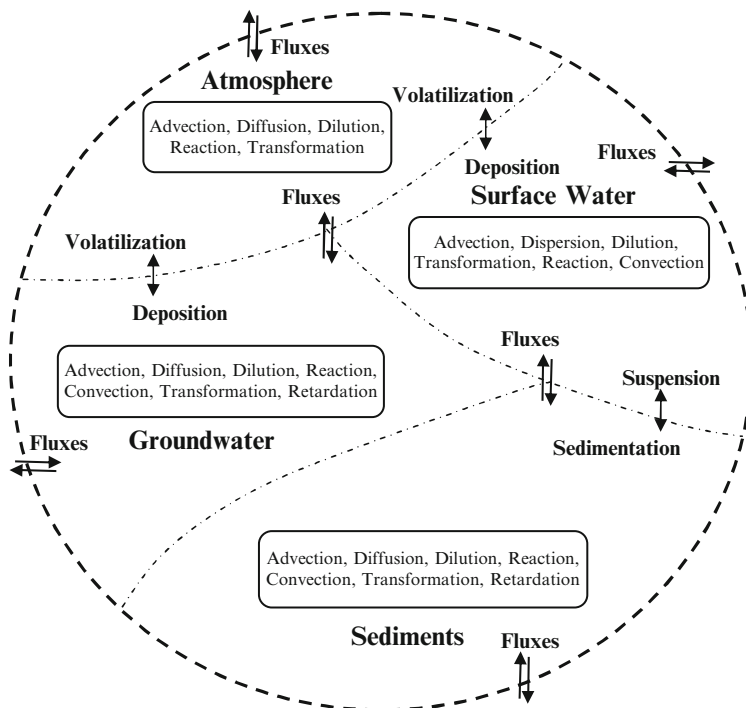 Fluxes
Atmosphere
Advection, Diffusion, Dilution,
Reaction, Transformation
Volatilization
Deposition
Fluxes
Surface Water
Advection, Dispersion, Dilution,
Transformation, Reaction, Convection
Fluxes
Volatilization
Deposition
Advection, Diffusion, Dilution, Reaction,
Convection, Transformation, Retardation
Groundwater
Fluxes
Fluxes
Suspension
Sedimentation
Advection, Diffusion, Dilution, Reaction,
Convection, Transformation, Retardation
Sediments
Fluxes